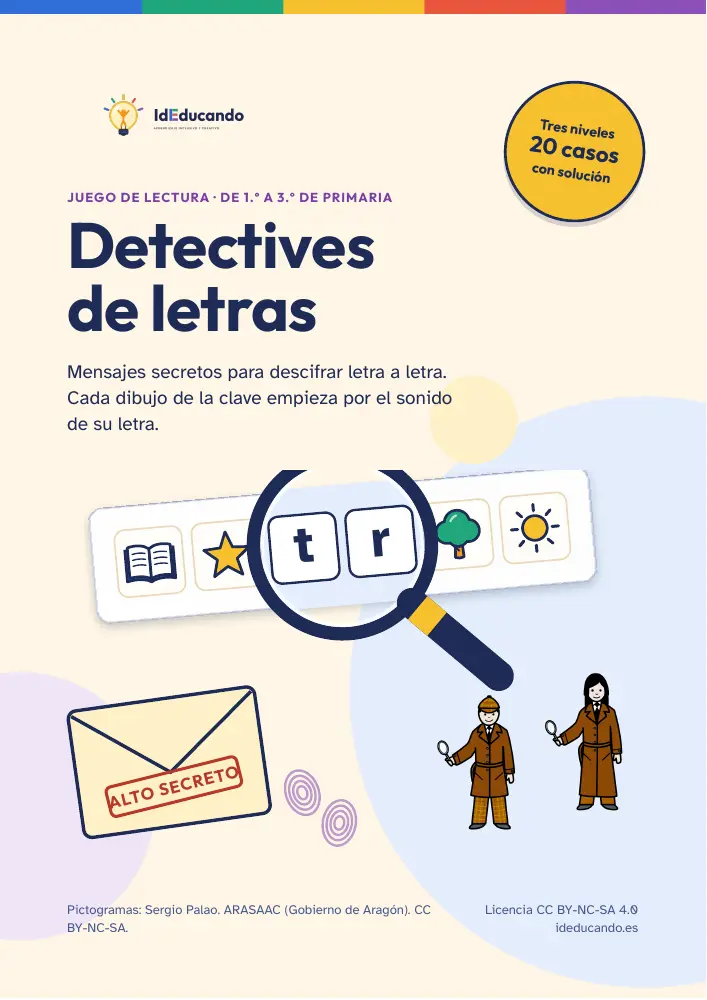 IdEducando
APRENDIZAJE INCLUSIVO Y CREATIVO
Tres niveles
20 casos
con solución
JUEGO DE LECTURA · DE 1.º A 3.º DE PRIMARIA
Detectives
de letras
Mensajes secretos para descifrar letra a letra.
Cada dibujo de la clave empieza por el sonido
de su letra.
t r
ALTO SECRETO
Pictogramas: Sergio Palao. ARASAAC (Gobierno de Aragón). CC
BY-NC-SA.
Licencia CC BY-NC-SA 4.0
ideducando.es